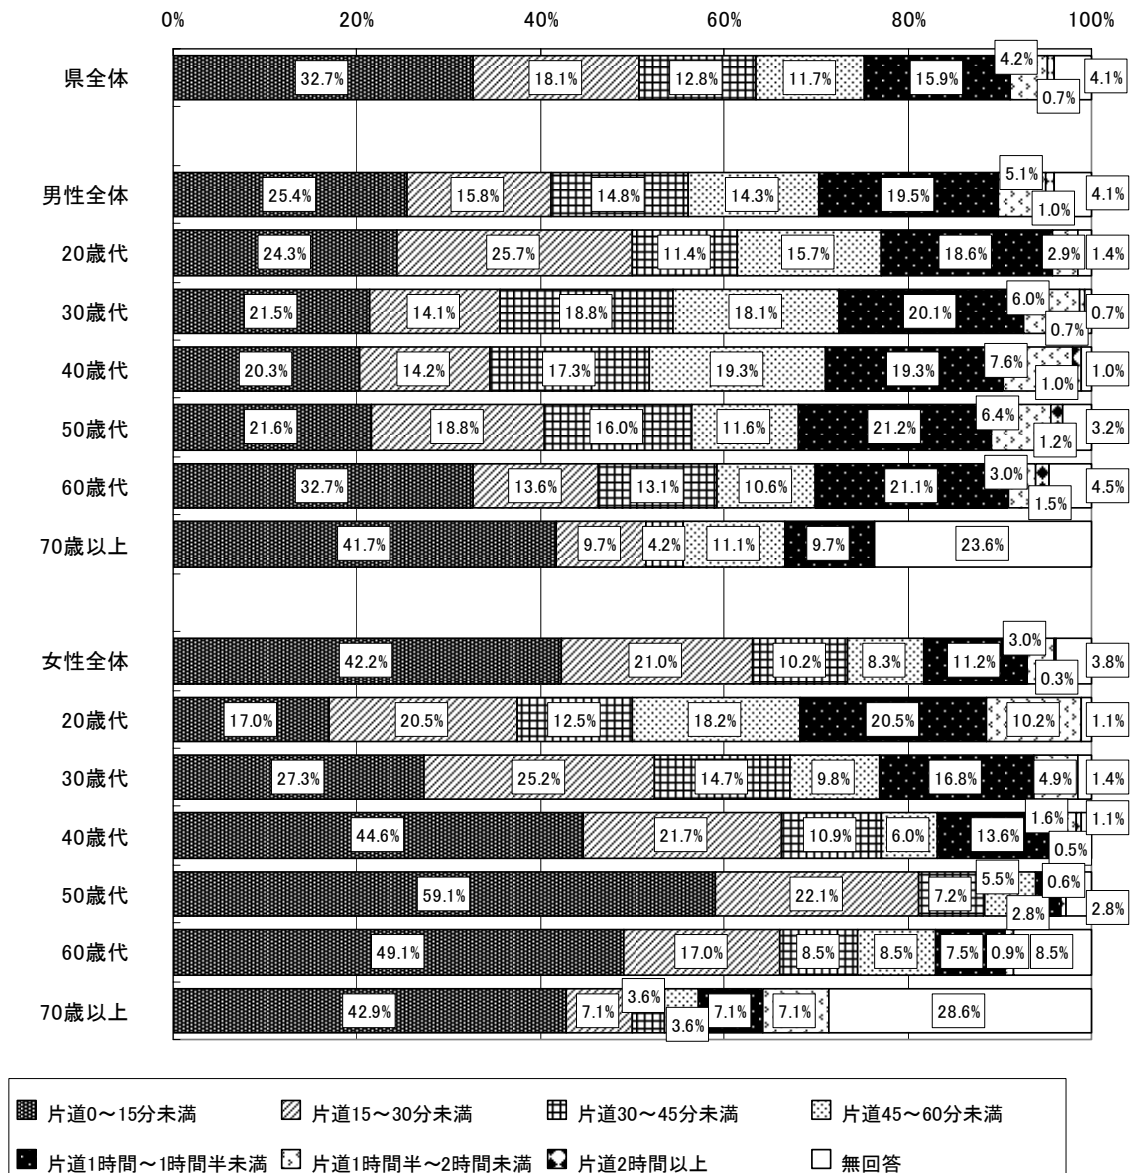 0% 20% 40% 60% 80% 100%
県全体 32.7% 18.1% 12.8% 11.7% 15.9% 4.2% 0.7% 4.1%
男性全体 25.4% 15.8% 14.8% 14.3% 19.5% 5.1% 1.0% 4.1%
20歳代 24.3% 25.7% 11.4% 15.7% 18.6% 2.9% 1.4%
30歳代 21.5% 14.1% 18.8% 18.1% 20.1% 6.0% 0.7% 0.7%
40歳代 20.3% 14.2% 17.3% 19.3% 19.3% 7.6% 1.0% 1.0%
50歳代 21.6% 18.8% 16.0% 11.6% 21.2% 6.4% 1.2% 3.2%
60歳代 32.7% 13.6% 13.1% 10.6% 21.1% 3.0% 1.5% 4.5%
70歳以上 41.7% 9.7% 4.2% 11.1% 9.7% 23.6%
女性全体 42.2% 21.0% 10.2% 8.3% 11.2% 3.0% 0.3% 3.8%
20歳代 17.0% 20.5% 12.5% 18.2% 20.5% 10.2% 1.1%
30歳代 27.3% 25.2% 14.7% 9.8% 16.8% 4.9% 1.4%
40歳代 44.6% 21.7% 10.9% 6.0% 13.6% 1.6% 0.5% 1.1%
50歳代 59.1% 22.1% 7.2% 5.5% 2.8% 0.6% 2.8%
60歳代 49.1% 17.0% 8.5% 8.5% 7.5% 0.9% 8.5%
70歳以上 42.9% 7.1% 3.6% 3.6% 7.1% 7.1% 28.6%
片道0～15分未満 片道15～30分未満 片道30～45分未満 片道45～60分未満
片道1時間～1時間半未満 片道1時間半～2時間未満 片道2時間以上 無回答